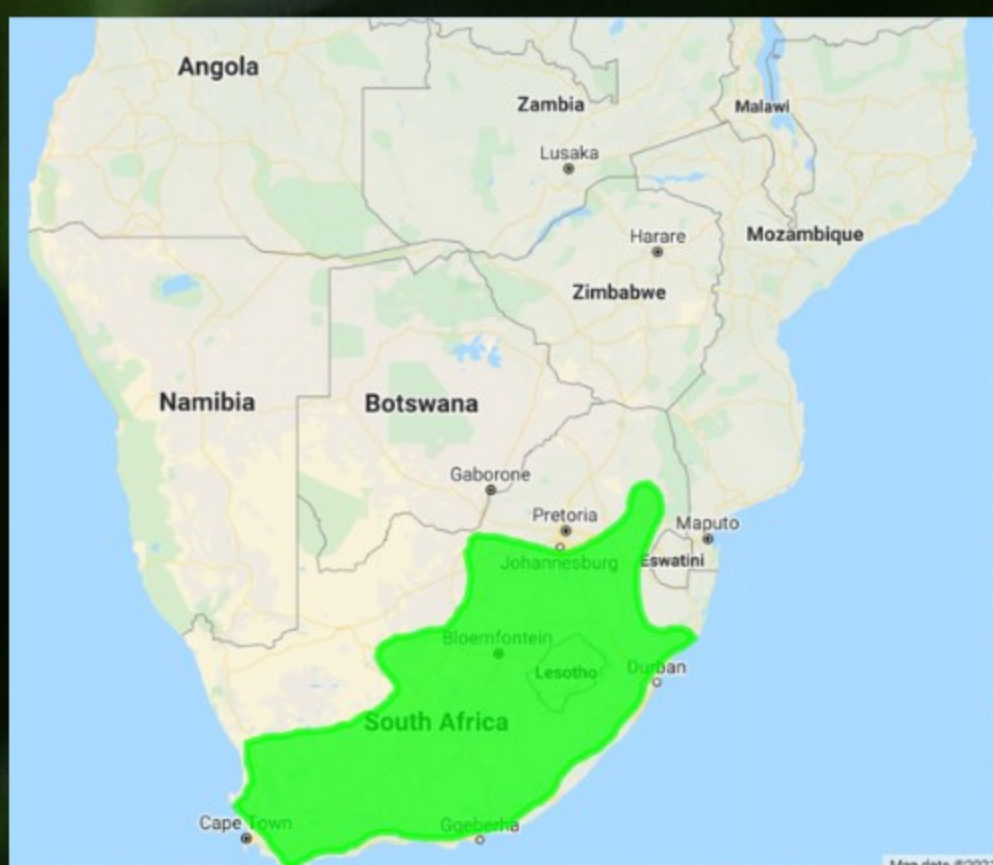 Angola
Zambia
Malawi
Lusaka
Mozambique
Harare
Zimbabwe
Namibia
Botswana
Gaborone
Pretoria
Maputo
Johannesburg
Eswatini
Bloemfontein
Lesotho
Durban
South Africa
Cape Town
Gqeberha